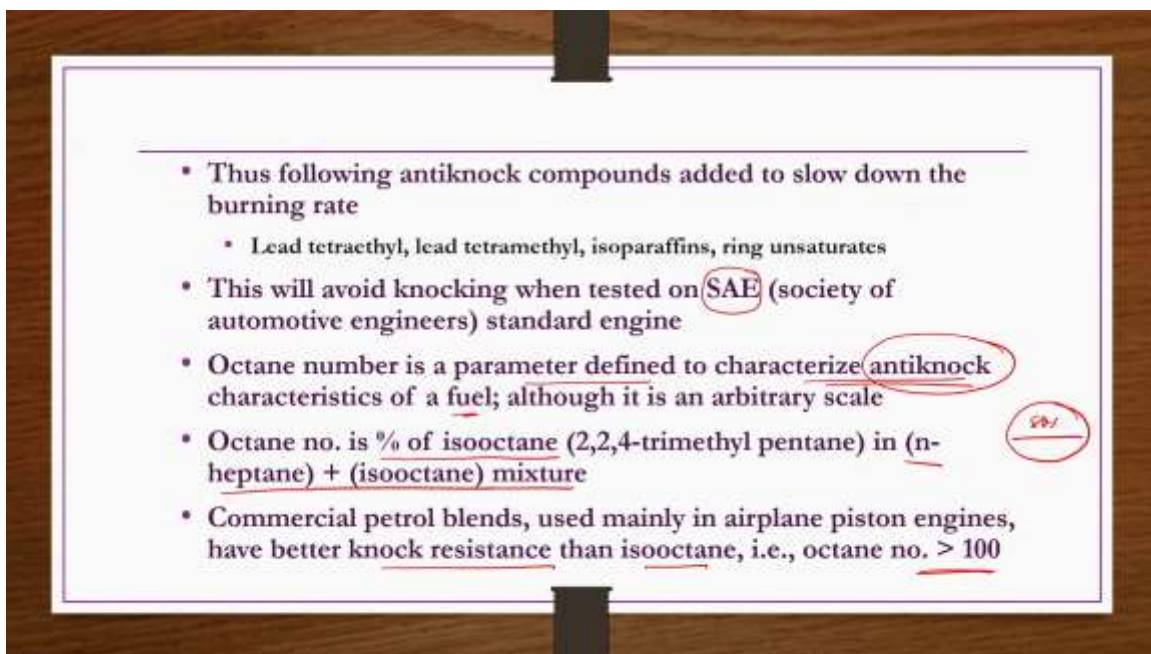 • Thus following antiknock compounds added to slow down the
burning rate
• Lead tetraethyl, lead tetramethyl, isoparaffins, ring unsaturates
• This will avoid knocking when tested on SAE (society of
automotive engineers) standard engine
• Octane number is a parameter defined to characterize antiknock
characteristics of a fuel; although it is an arbitrary scale
• Octane no. is % of isooctane (2,2,4-trimethyl pentane) in (n-
heptane) + (isooctane) mixture
• Commercial petrol blends, used mainly in airplane piston engines,
have better knock resistance than isooctane, i.e., octane no. > 100